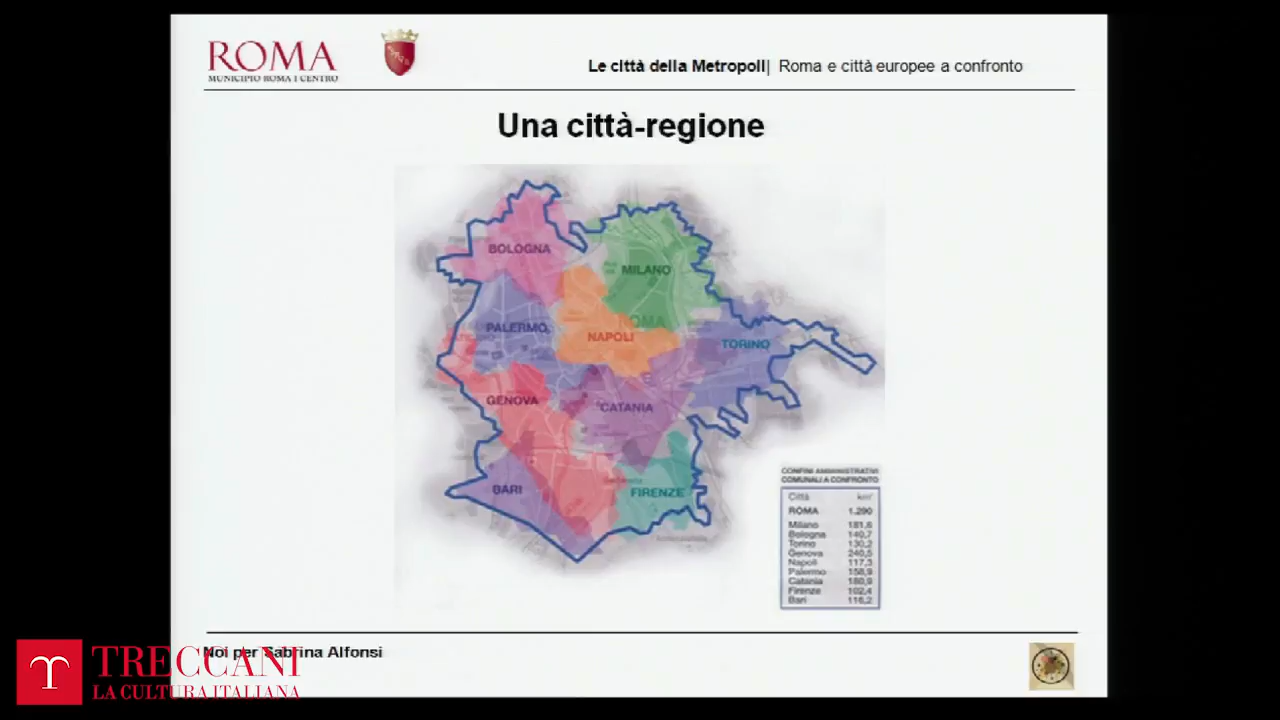 ROMA
MUNICIPIO ROMA I CENTRO
Le città della Metropoli| Roma e città europee a confronto
Una città-regione
BOLOGNA
MILANO
ROMA
PALERMO
NAPOLI
TORINO
GENOVA
CATANIA
BARI
FIRENZE
CONFINI AMMINISTRATIVI
COMUNALI A CONFRONTO
Città km²
ROMA 1.290
Milano 181,6
Bologna 140,7
Torino 130,2
Genova 240,5
Napoli 117,3
Palermo 158,9
Catania 180,9
Firenze 102,4
Bari 116,2
Noi per Sabrina Alfonsi
TRECCANI
LA CULTURA ITALIANA